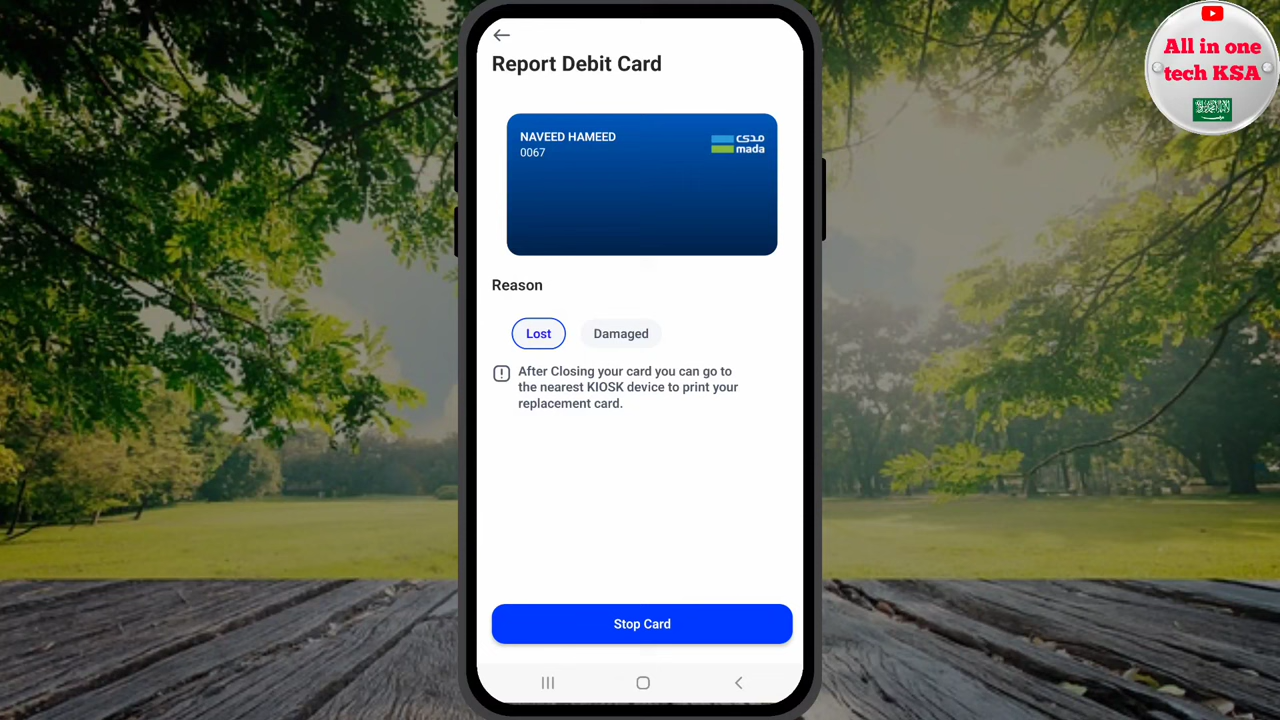 Report Debit Card
NAVEED HAMEED
0067
مدى
mada
Reason
Lost
Damaged
After Closing your card you can go to
the nearest KIOSK device to print your
replacement card.
Stop Card
All in one
tech KSA